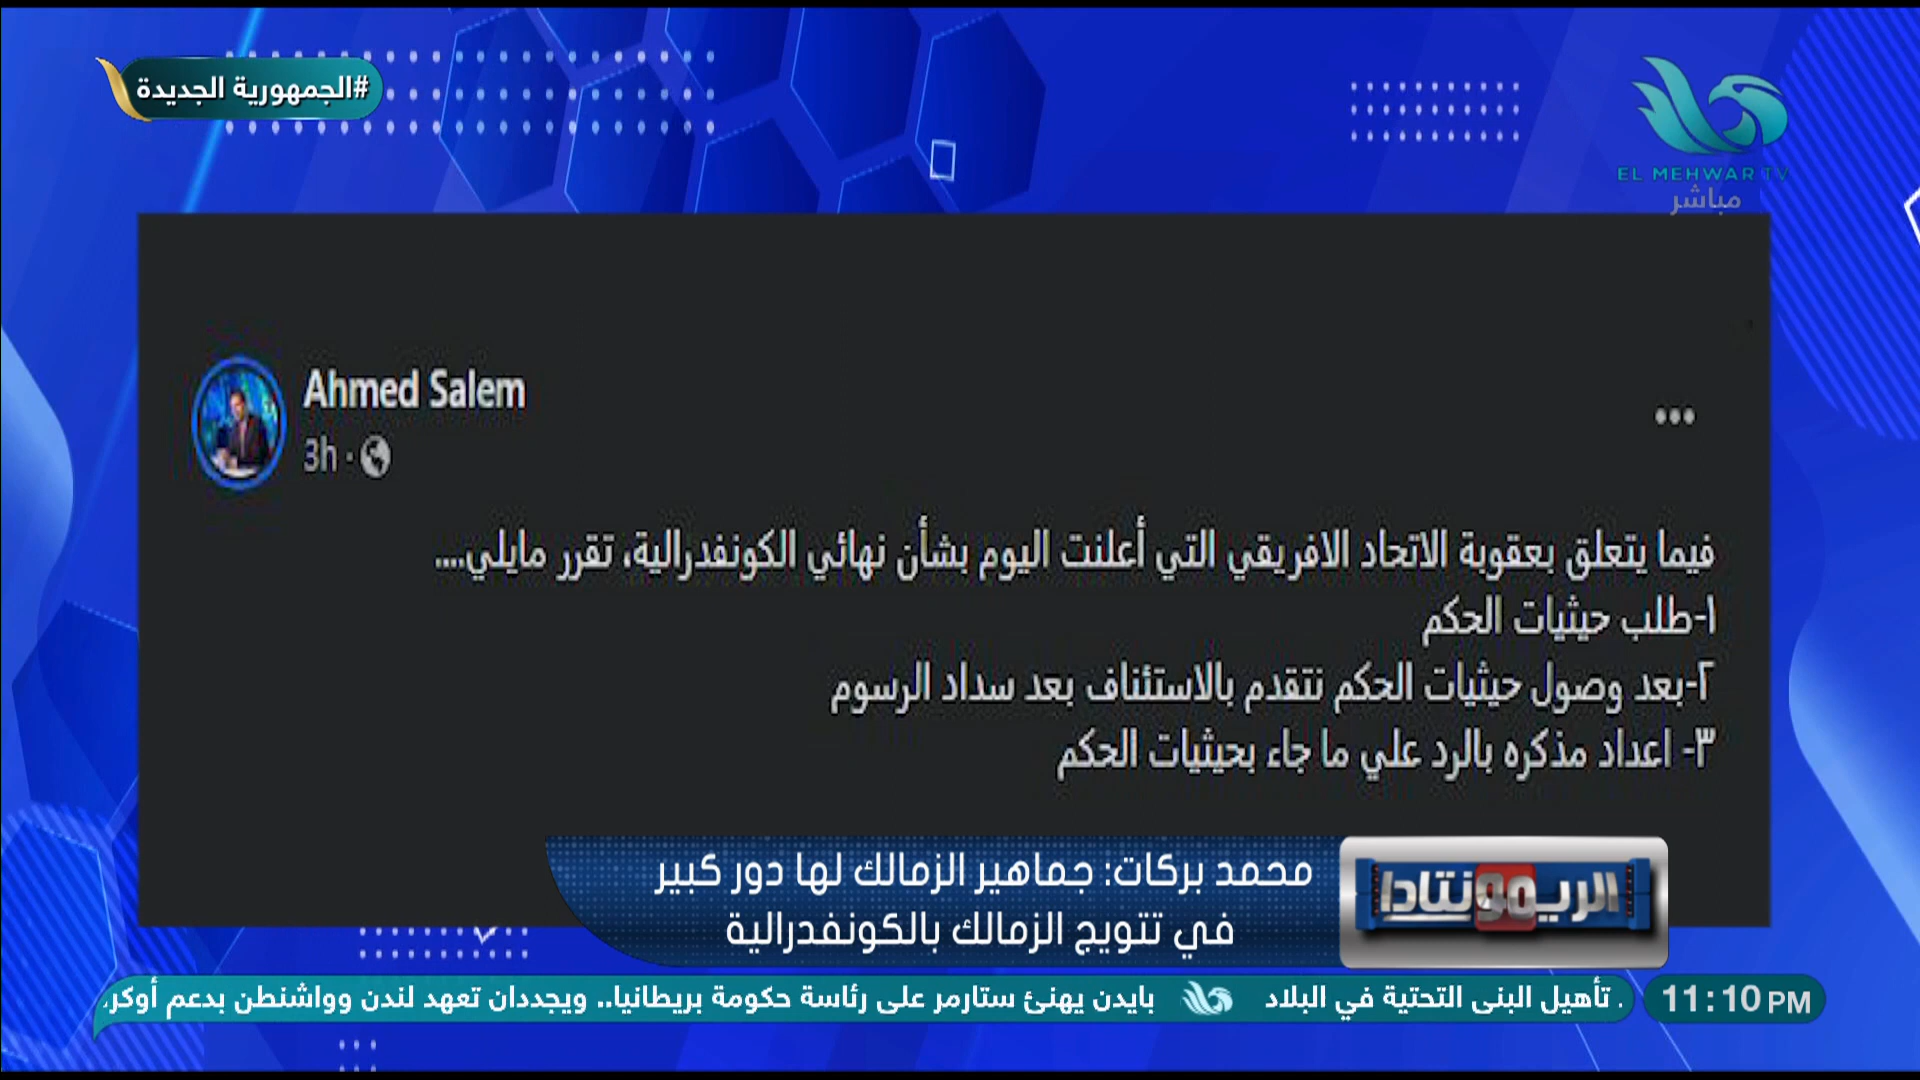 #الجمهورية الجديدة
EL MEHWAR TV
مباشر
Ahmed Salem
3h ·
فيما يتعلق بعقوبة الاتحاد الافريقي التي أعلنت اليوم بشأن نهائي الكونفدرالية، تقرر مايلي....
١-طلب حيثيات الحكم
٢-بعد وصول حيثيات الحكم نتقدم بالاستئناف بعد سداد الرسوم
٣- اعداد مذكره بالرد علي ما جاء بحيثيات الحكم
الريمونتادا
محمد بركات: جماهير الزمالك لها دور كبير
في تتويج الزمالك بالكونفدرالية
11:10 PM
. تأهيل البنى التحتية في البلاد بايدن يهنئ ستارمر على رئاسة حكومة بريطانيا.. ويجددان تعهد لندن وواشنطن بدعم